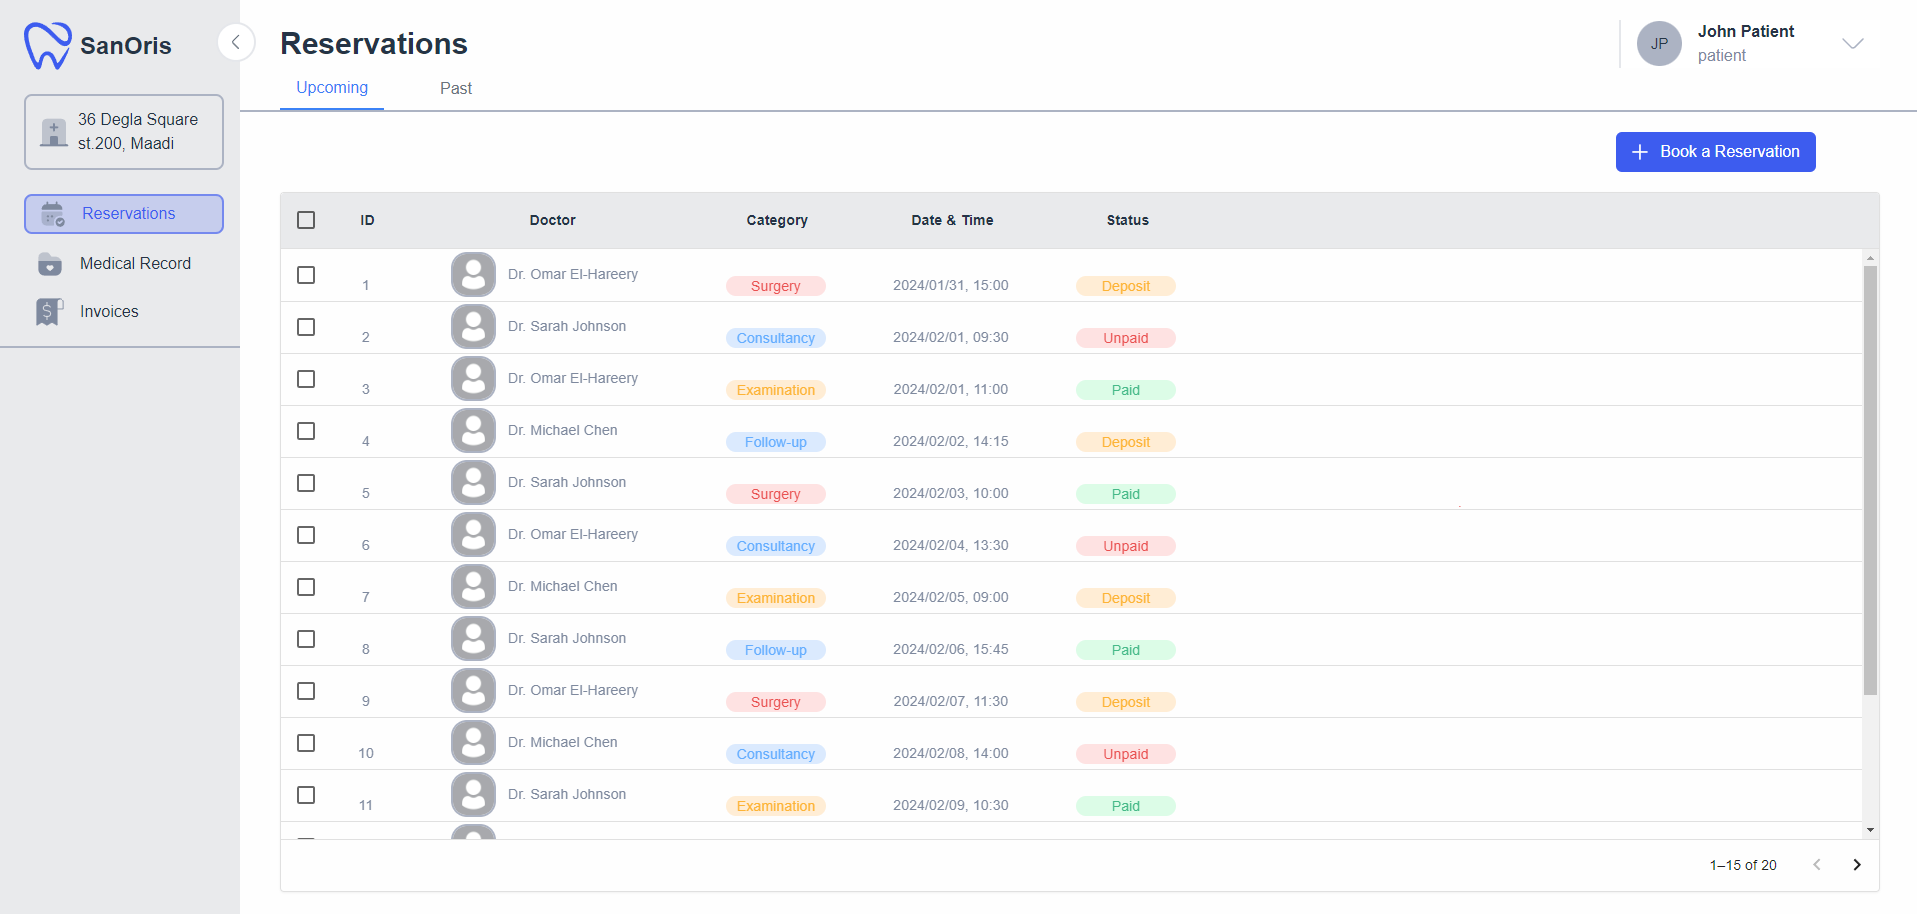 SanOris
Reservations
JP
John Patient
patient
Upcoming
Past
36 Degla Square
st.200, Maadi
Reservations
Medical Record
Invoices
Book a Reservation
ID Doctor Category Date & Time Status
1 Dr. Omar El-Hareery Surgery 2024/01/31, 15:00 Deposit
2 Dr. Sarah Johnson Consultancy 2024/02/01, 09:30 Unpaid
3 Dr. Omar El-Hareery Examination 2024/02/01, 11:00 Paid
4 Dr. Michael Chen Follow-up 2024/02/02, 14:15 Deposit
5 Dr. Sarah Johnson Surgery 2024/02/03, 10:00 Paid
6 Dr. Omar El-Hareery Consultancy 2024/02/04, 13:30 Unpaid
7 Dr. Michael Chen Examination 2024/02/05, 09:00 Deposit
8 Dr. Sarah Johnson Follow-up 2024/02/06, 15:45 Paid
9 Dr. Omar El-Hareery Surgery 2024/02/07, 11:30 Deposit
10 Dr. Michael Chen Consultancy 2024/02/08, 14:00 Unpaid
11 Dr. Sarah Johnson Examination 2024/02/09, 10:30 Paid
1–15 of 20